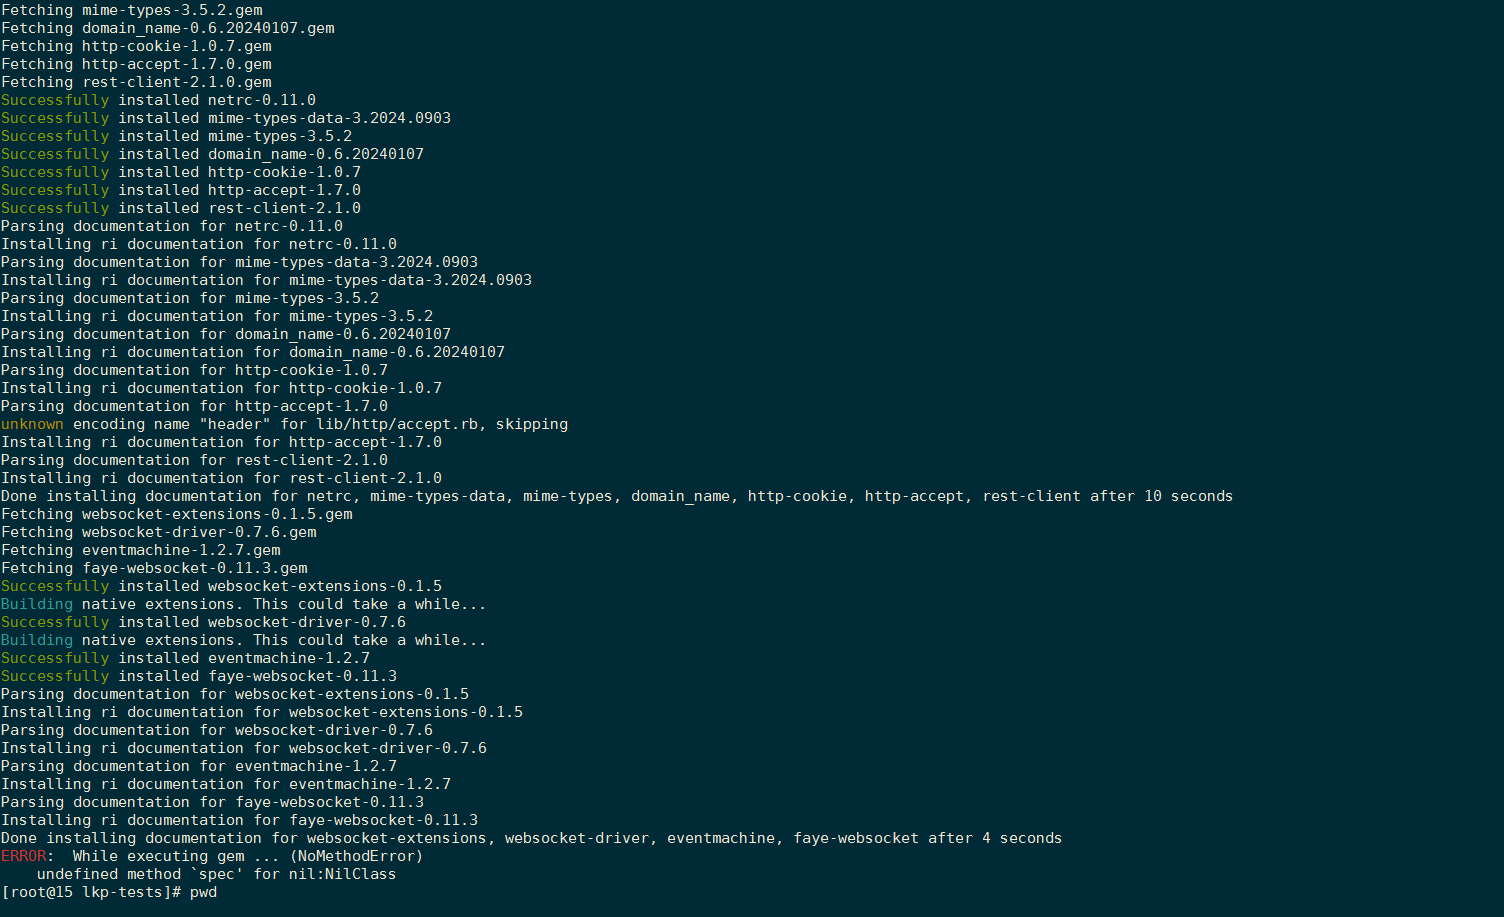 Fetching mime-types-3.5.2.gem
Fetching domain_name-0.6.20240107.gem
Fetching http-cookie-1.0.7.gem
Fetching http-accept-1.7.0.gem
Fetching rest-client-2.1.0.gem
Successfully installed netrc-0.11.0
Successfully installed mime-types-data-3.2024.0903
Successfully installed mime-types-3.5.2
Successfully installed domain_name-0.6.20240107
Successfully installed http-cookie-1.0.7
Successfully installed http-accept-1.7.0
Successfully installed rest-client-2.1.0
Parsing documentation for netrc-0.11.0
Installing ri documentation for netrc-0.11.0
Parsing documentation for mime-types-data-3.2024.0903
Installing ri documentation for mime-types-data-3.2024.0903
Parsing documentation for mime-types-3.5.2
Installing ri documentation for mime-types-3.5.2
Parsing documentation for domain_name-0.6.20240107
Installing ri documentation for domain_name-0.6.20240107
Parsing documentation for http-cookie-1.0.7
Installing ri documentation for http-cookie-1.0.7
Parsing documentation for http-accept-1.7.0
unknown encoding name "header" for lib/http/accept.rb, skipping
Installing ri documentation for http-accept-1.7.0
Parsing documentation for rest-client-2.1.0
Installing ri documentation for rest-client-2.1.0
Done installing documentation for netrc, mime-types-data, mime-types, domain_name, http-cookie, http-accept, rest-client after 10 seconds
Fetching websocket-extensions-0.1.5.gem
Fetching websocket-driver-0.7.6.gem
Fetching eventmachine-1.2.7.gem
Fetching faye-websocket-0.11.3.gem
Successfully installed websocket-extensions-0.1.5
Building native extensions. This could take a while...
Successfully installed websocket-driver-0.7.6
Building native extensions. This could take a while...
Successfully installed eventmachine-1.2.7
Successfully installed faye-websocket-0.11.3
Parsing documentation for websocket-extensions-0.1.5
Installing ri documentation for websocket-extensions-0.1.5
Parsing documentation for websocket-driver-0.7.6
Installing ri documentation for websocket-driver-0.7.6
Parsing documentation for eventmachine-1.2.7
Installing ri documentation for eventmachine-1.2.7
Parsing documentation for faye-websocket-0.11.3
Installing ri documentation for faye-websocket-0.11.3
Done installing documentation for websocket-extensions, websocket-driver, eventmachine, faye-websocket after 4 seconds
ERROR:  While executing gem ... (NoMethodError)
    undefined method `spec' for nil:NilClass
[root@15 lkp-tests]# pwd